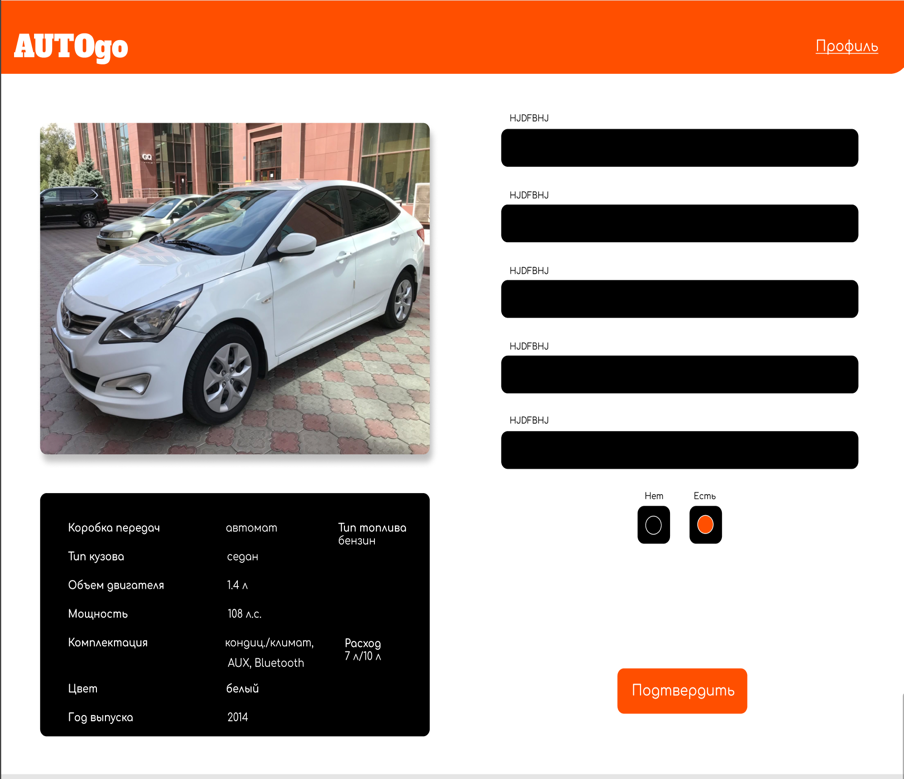 AUTOgo
Профиль
HJDFBHJ
HJDFBHJ
HJDFBHJ
HJDFBHJ
HJDFBHJ
Нет
Есть
Коробка передач автомат
Тип топлива
бензин
Тип кузова седан
Объем двигателя 1.4 л
Мощность 108 л.с.
Комплектация кондиц./климат,
AUX, Bluetooth
Расход
7 л/10 л
Цвет белый
Год выпуска 2014
Подтвердить